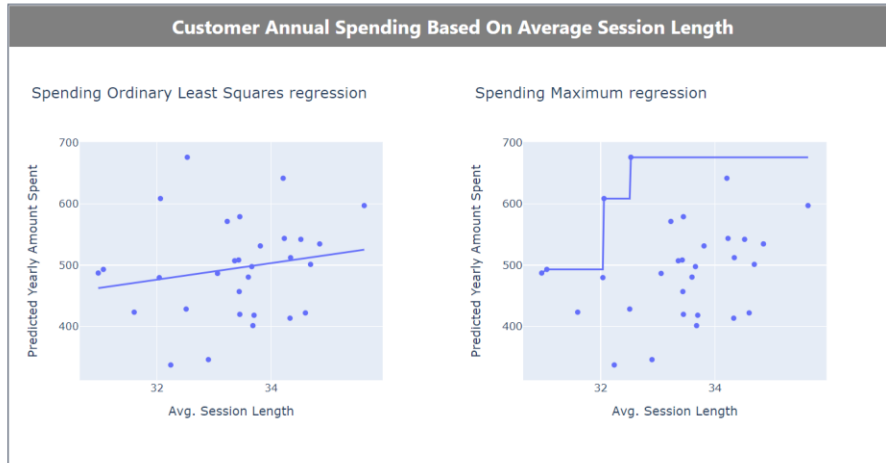 Customer Annual Spending Based On Average Session Length
Spending Ordinary Least Squares regression
Predicted Yearly Amount Spent
700
600
500
400
32
34
Avg. Session Length
Spending Maximum regression
Predicted Yearly Amount Spent
700
600
500
400
32
34
Avg. Session Length